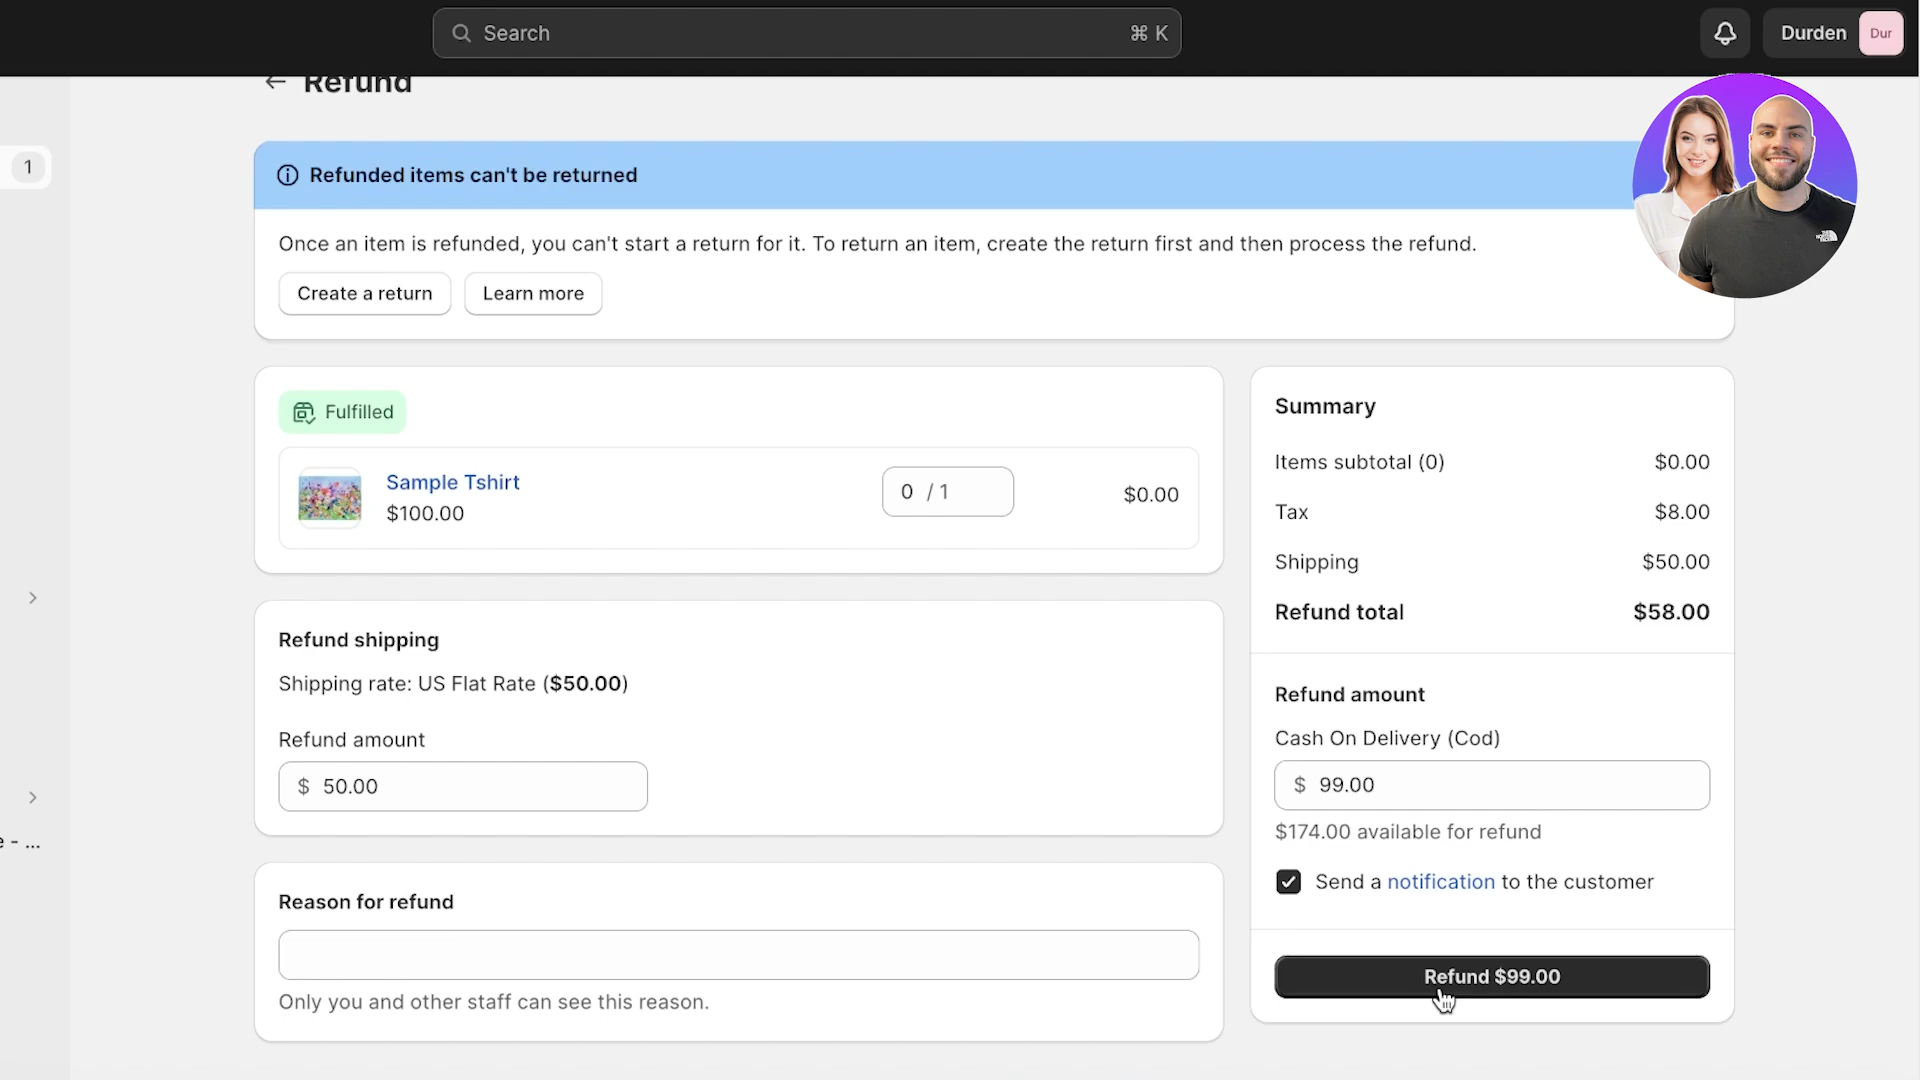 Search
⌘ K
Durden
Dur
← Refund
1
Refunded items can't be returned
Once an item is refunded, you can't start a return for it. To return an item, create the return first and then process the refund.
Create a return
Learn more
Fulfilled
Sample Tshirt
$100.00
0 / 1
$0.00
Refund shipping
Shipping rate: US Flat Rate ($50.00)
Refund amount
$ 50.00
Reason for refund
Only you and other staff can see this reason.
Summary
Items subtotal (0) $0.00
Tax $8.00
Shipping $50.00
Refund total $58.00
Refund amount
Cash On Delivery (Cod)
$ 99.00
$174.00 available for refund
Send a notification to the customer
Refund $99.00
e - ...
THE NORTH FACE